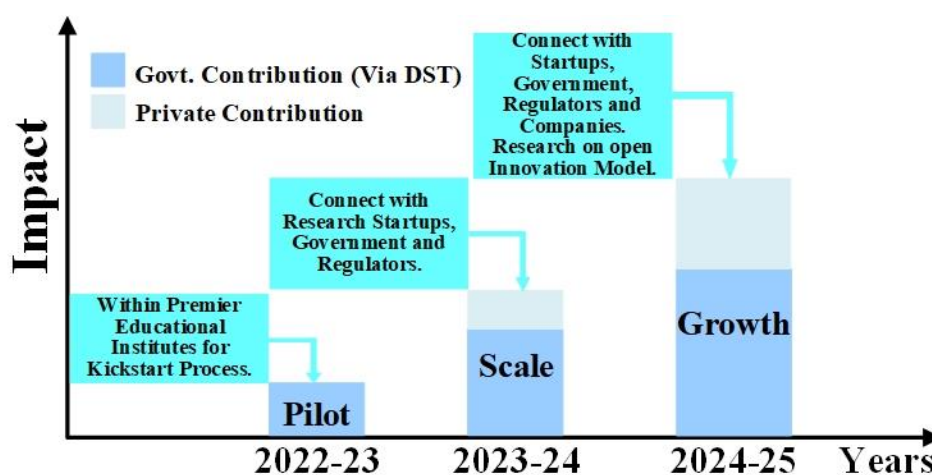 Impact
Govt. Contribution (Via DST)
Private Contribution
Connect with
Startups,
Government,
Regulators and
Companies.
Research on open
Innovation Model.
Connect with
Research Startups,
Government and
Regulators.
Within Premier
Educational
Institutes for
Kickstart Process.
Pilot
Scale
Growth
2022-23
2023-24
2024-25
Years